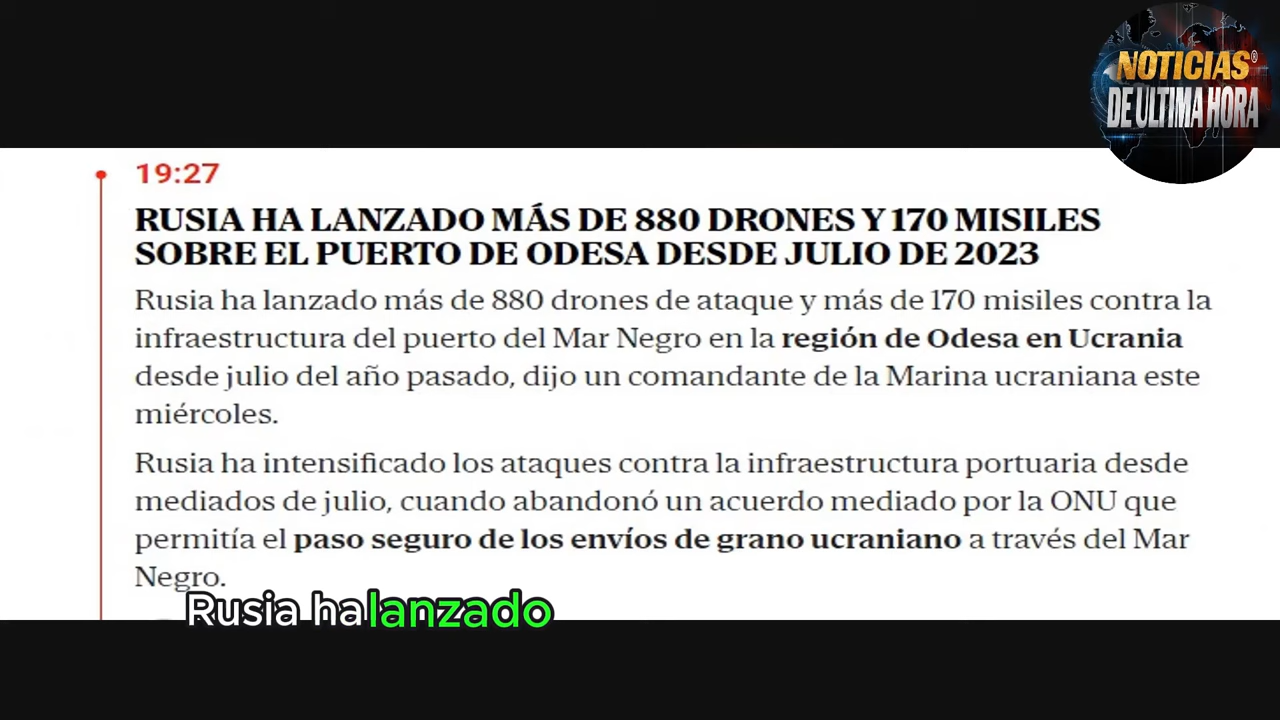 NOTICIAS®
DE ULTIMA HORA
19:27
RUSIA HA LANZADO MÁS DE 880 DRONES Y 170 MISILES
SOBRE EL PUERTO DE ODESA DESDE JULIO DE 2023
Rusia ha lanzado más de 880 drones de ataque y más de 170 misiles contra la
infraestructura del puerto del Mar Negro en la región de Odesa en Ucrania
desde julio del año pasado, dijo un comandante de la Marina ucraniana este
miércoles.
Rusia ha intensificado los ataques contra la infraestructura portuaria desde
mediados de julio, cuando abandonó un acuerdo mediado por la ONU que
permitía el paso seguro de los envíos de grano ucraniano a través del Mar
Negro.
Rusia ha lanzado